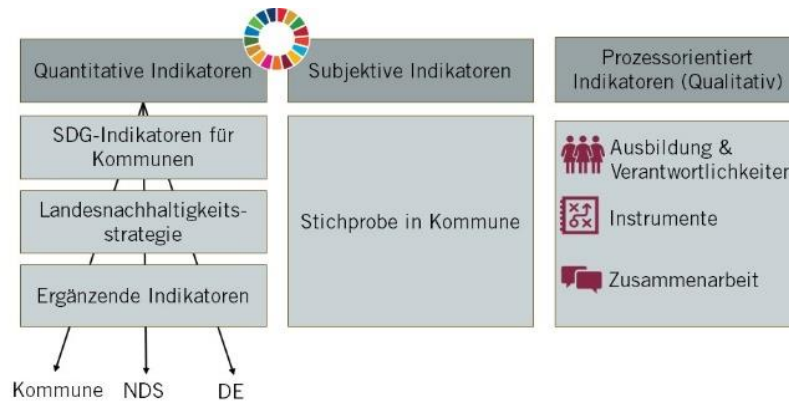 Quantitative Indikatoren
SDG-Indikatoren für
Kommunen
Landesnachhaltigkeits-
strategie
Ergänzende Indikatoren
Kommune
NDS
DE
Subjektive Indikatoren
Stichprobe in Kommune
Prozessorientiert
Indikatoren (Qualitativ)
Ausbildung &
Verantwortlichkeiter
Instrumente
Zusammenarbeit